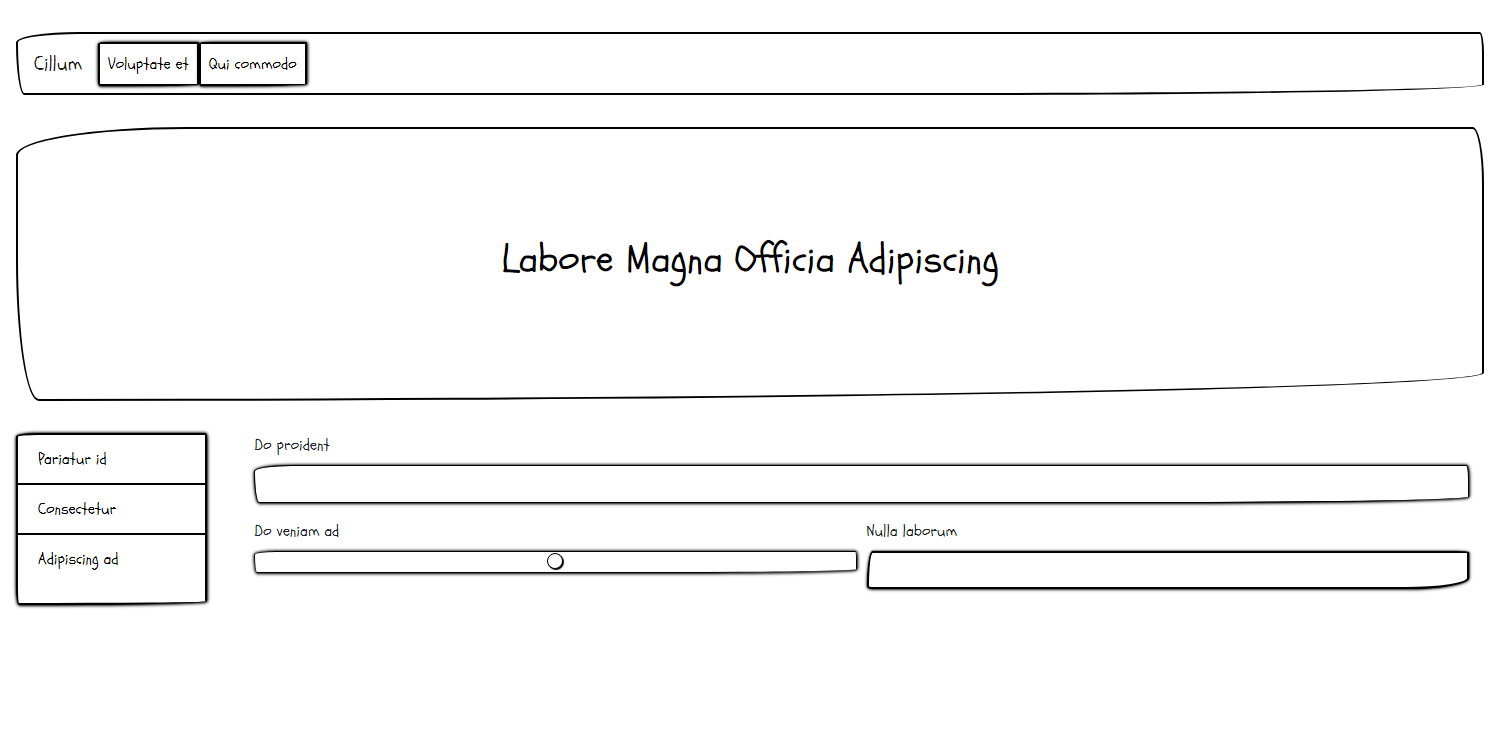 Cillum Voluptate et Qui commodo
Labore Magna Officia Adipiscing
Pariatur id
Consectetur
Adipiscing ad
Do proident
Do veniam ad
Nulla laborum